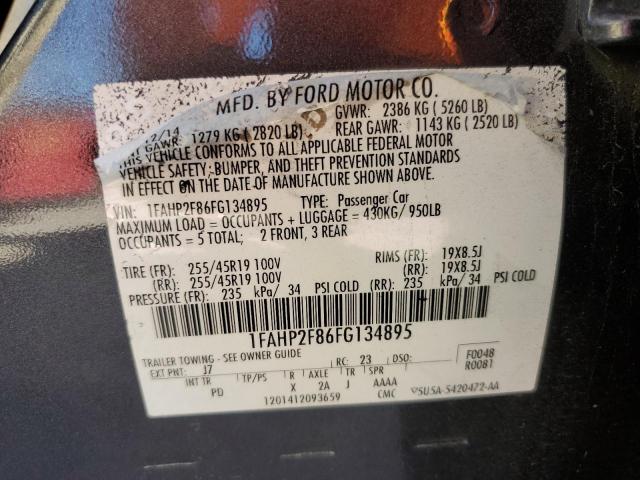 MFD. BY FORD MOTOR CO.
12/14 GVWR: 2386 KG ( 5260 LB)
GAWR: 1279 KG ( 2820 LB) REAR GAWR: 1143 KG ( 2520 LB)
THIS VEHICLE CONFORMS TO ALL APPLICABLE FEDERAL MOTOR
VEHICLE SAFETY, BUMPER, AND THEFT PREVENTION STANDARDS
IN EFFECT ON THE DATE OF MANUFACTURE SHOWN ABOVE.
VIN: 1FAHP2F86FG134895 TYPE: Passenger Car
MAXIMUM LOAD = OCCUPANTS + LUGGAGE = 430KG/ 950LB
OCCUPANTS = 5 TOTAL; 2 FRONT, 3 REAR
TIRE (FR): 255/45R19 100V RIMS (FR): 19X8.5J
(RR): 255/45R19 100V (RR): 19X8.5J
PRESSURE (FR): 235 kPa/ 34 PSI COLD (RR): 235 kPa/ 34 PSI COLD
1FAHP2F86FG134895
TRAILER TOWING - SEE OWNER GUIDE
EXT PNT: J7 RC: 23 DSO: F0048
R0081
INT TR TP/PS R AXLE TR SPR
PD X 2A J AAAA
CMC
1201412093659 5U5A-5420472-AA